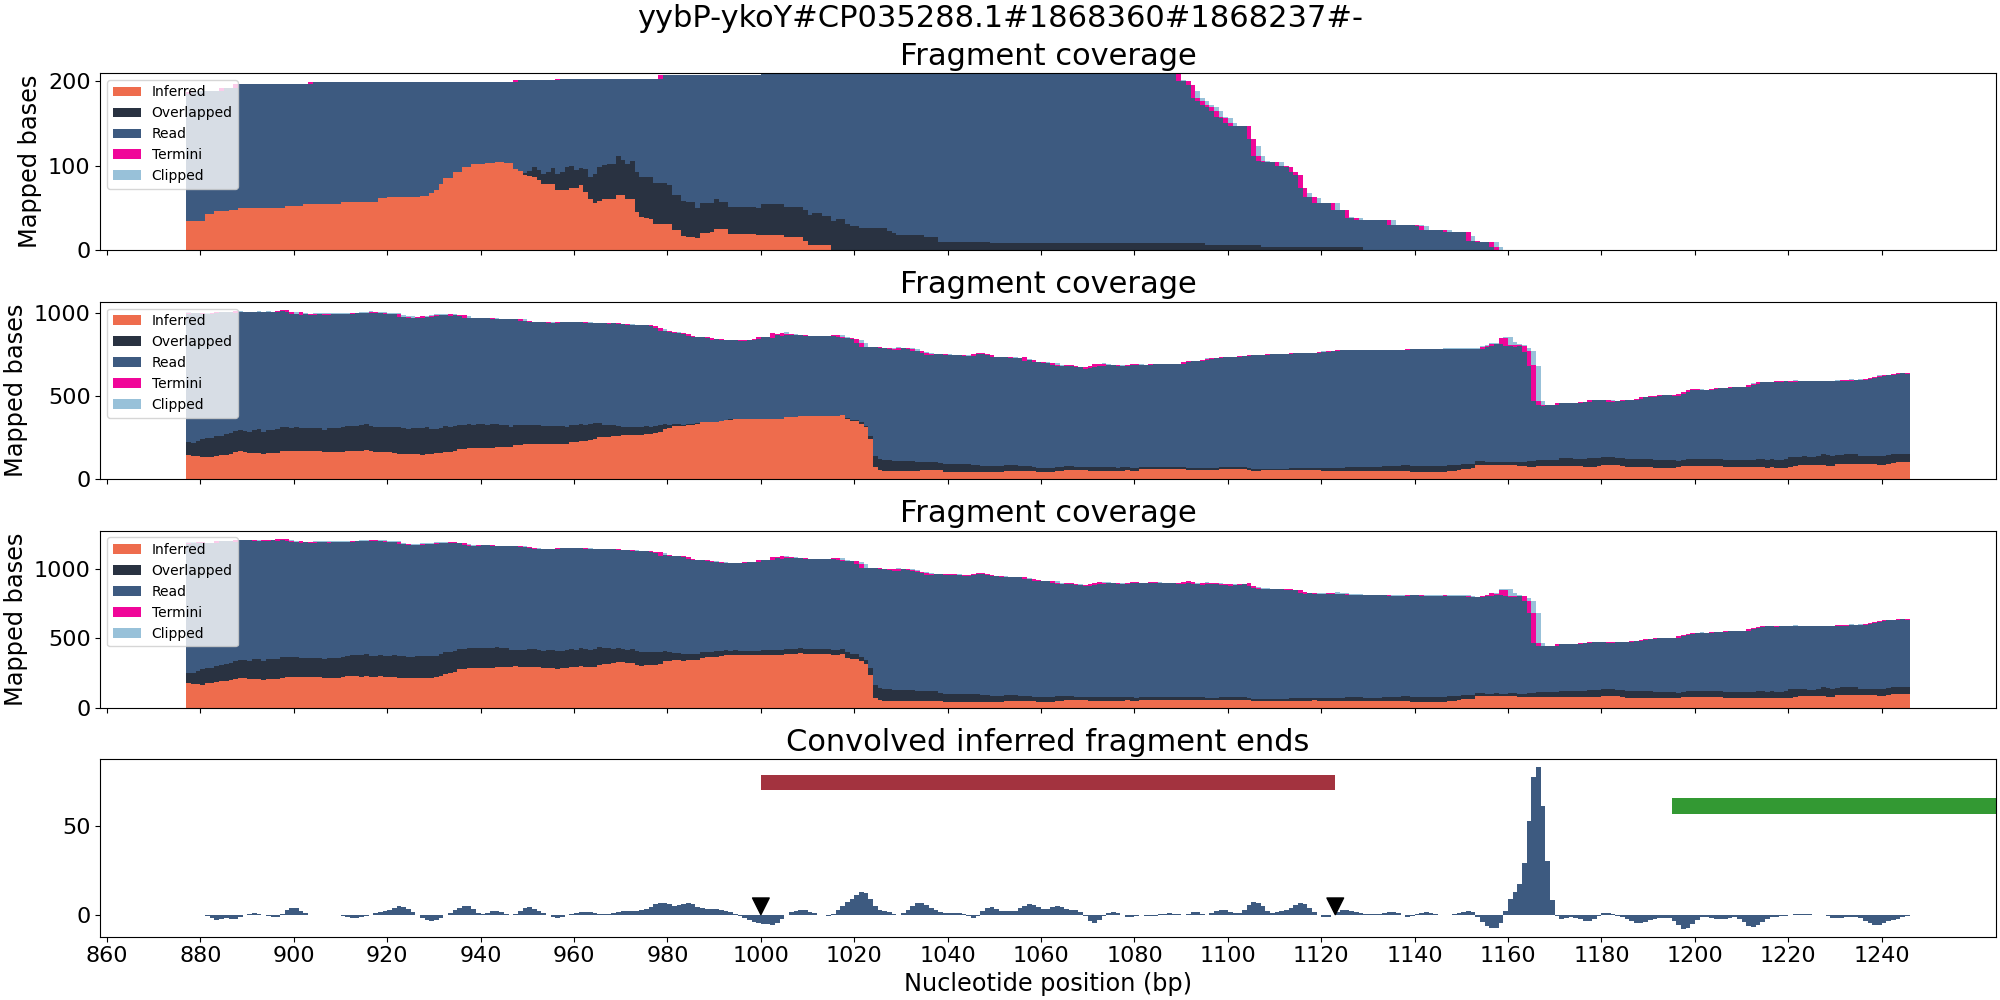 yybP-ykoY#CP035288.1#1868360#1868237#-
Fragment coverage
Mapped bases
200
100
0
Inferred
Overlapped
Read
Termini
Clipped
Fragment coverage
Mapped bases
1000
500
0
Inferred
Overlapped
Read
Termini
Clipped
Fragment coverage
Mapped bases
1000
500
0
Inferred
Overlapped
Read
Termini
Clipped
Convolved inferred fragment ends
50
0
860 880 900 920 940 960 980 1000 1020 1040 1060 1080 1100 1120 1140 1160 1180 1200 1220 1240
Nucleotide position (bp)